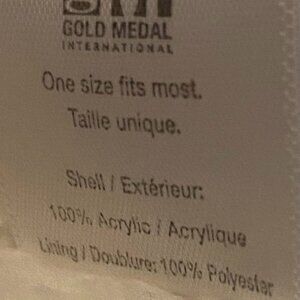 GOLD MEDAL
INTERNATIONAL
One size fits most.
Taille unique.
Shell / Extérieur:
100% Acrylic / Acrylique
Lining / Doublure: 100% Polyester